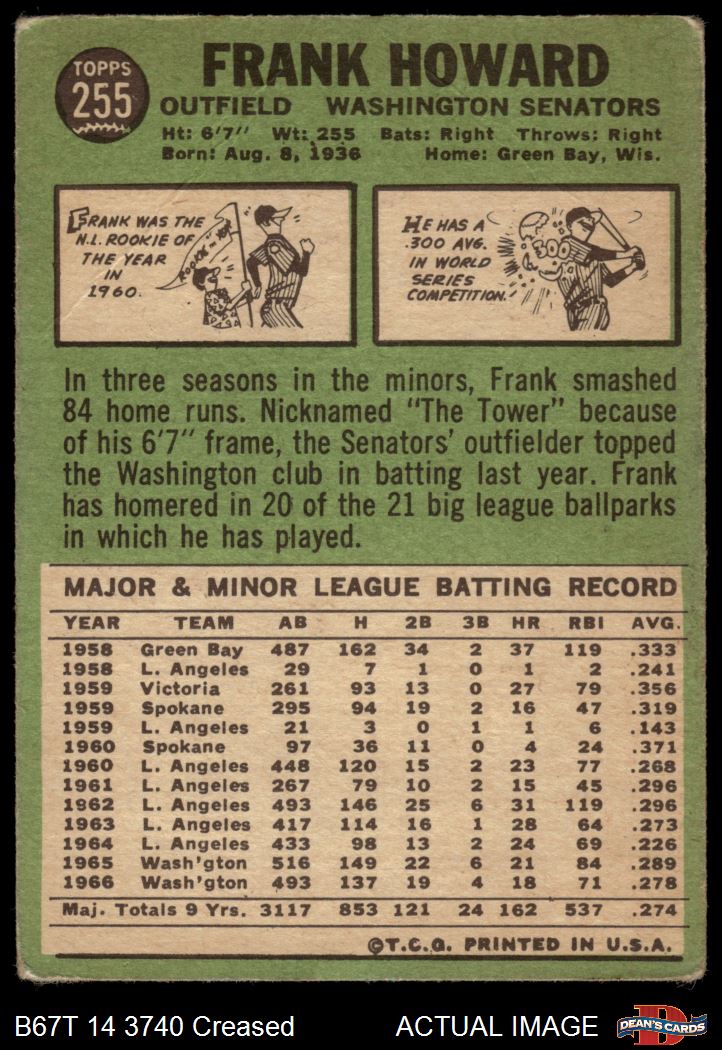 TOPPS
255
FRANK HOWARD
OUTFIELD WASHINGTON SENATORS
Ht: 6'7" Wt: 255 Bats: Right Throws: Right
Born: Aug. 8, 1936 Home: Green Bay, Wis.
FRANK WAS THE
N.L. ROOKIE OF
THE YEAR
IN
1960.
HE HAS A
.300 AVG.
IN WORLD
SERIES
COMPETITION.
300
In three seasons in the minors, Frank smashed
84 home runs. Nicknamed "The Tower" because
of his 6'7" frame, the Senators' outfielder topped
the Washington club in batting last year. Frank
has homered in 20 of the 21 big league ballparks
in which he has played.
MAJOR & MINOR LEAGUE BATTING RECORD
YEAR TEAM AB H 2B 3B HR RBI AVG.
1958 Green Bay 487 162 34 2 37 119 .333
1958 L. Angeles 29 7 1 0 1 2 .241
1959 Victoria 261 93 13 0 27 79 .356
1959 Spokane 295 94 19 2 16 47 .319
1959 L. Angeles 21 3 0 1 1 6 .143
1960 Spokane 97 36 11 0 4 24 .371
1960 L. Angeles 448 120 15 2 23 77 .268
1961 L. Angeles 267 79 10 2 15 45 .296
1962 L. Angeles 493 146 25 6 31 119 .296
1963 L. Angeles 417 114 16 1 28 64 .273
1964 L. Angeles 433 98 13 2 24 69 .226
1965 Wash'gton 516 149 22 6 21 84 .289
1966 Wash'gton 493 137 19 4 18 71 .278
Maj. Totals 9 Yrs. 3117 853 121 24 162 537 .274
©T.C.G. PRINTED IN U.S.A.
B67T 14 3740 Creased ACTUAL IMAGE
DEAN'S CARDS